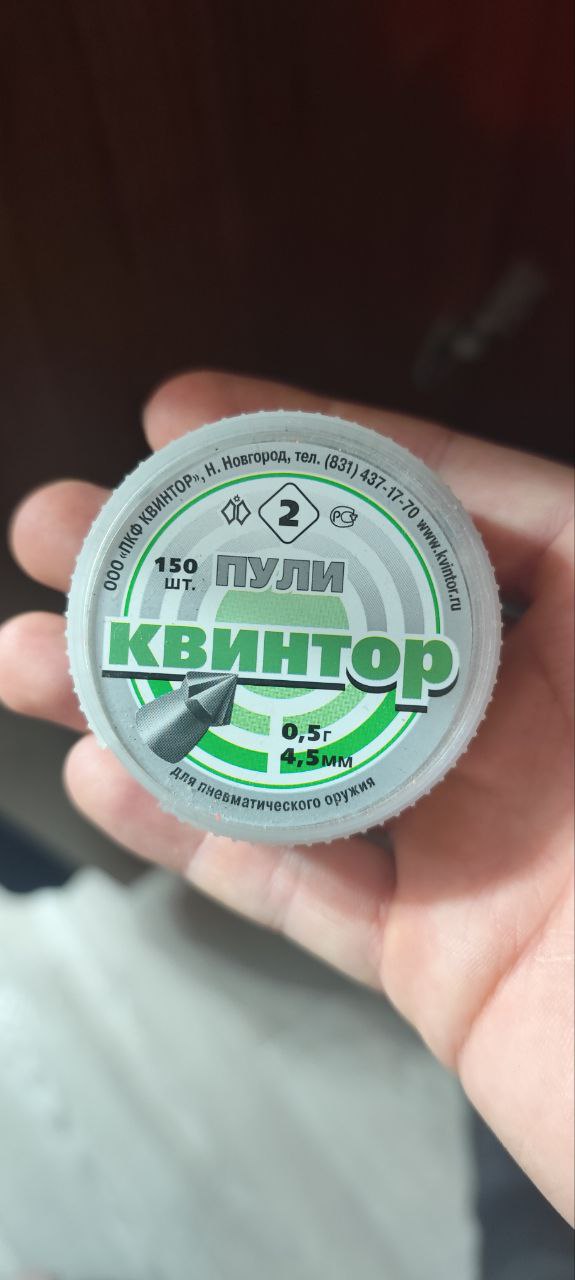 ООО «ПКФ КВИНТОР», Н. Новгород, тел. (831) 437-17-70 www.kvintor.ru
2
РСТ
150
шт.
ПУЛИ
КВИНТОР
0,5г
4,5мм
для пневматического оружия